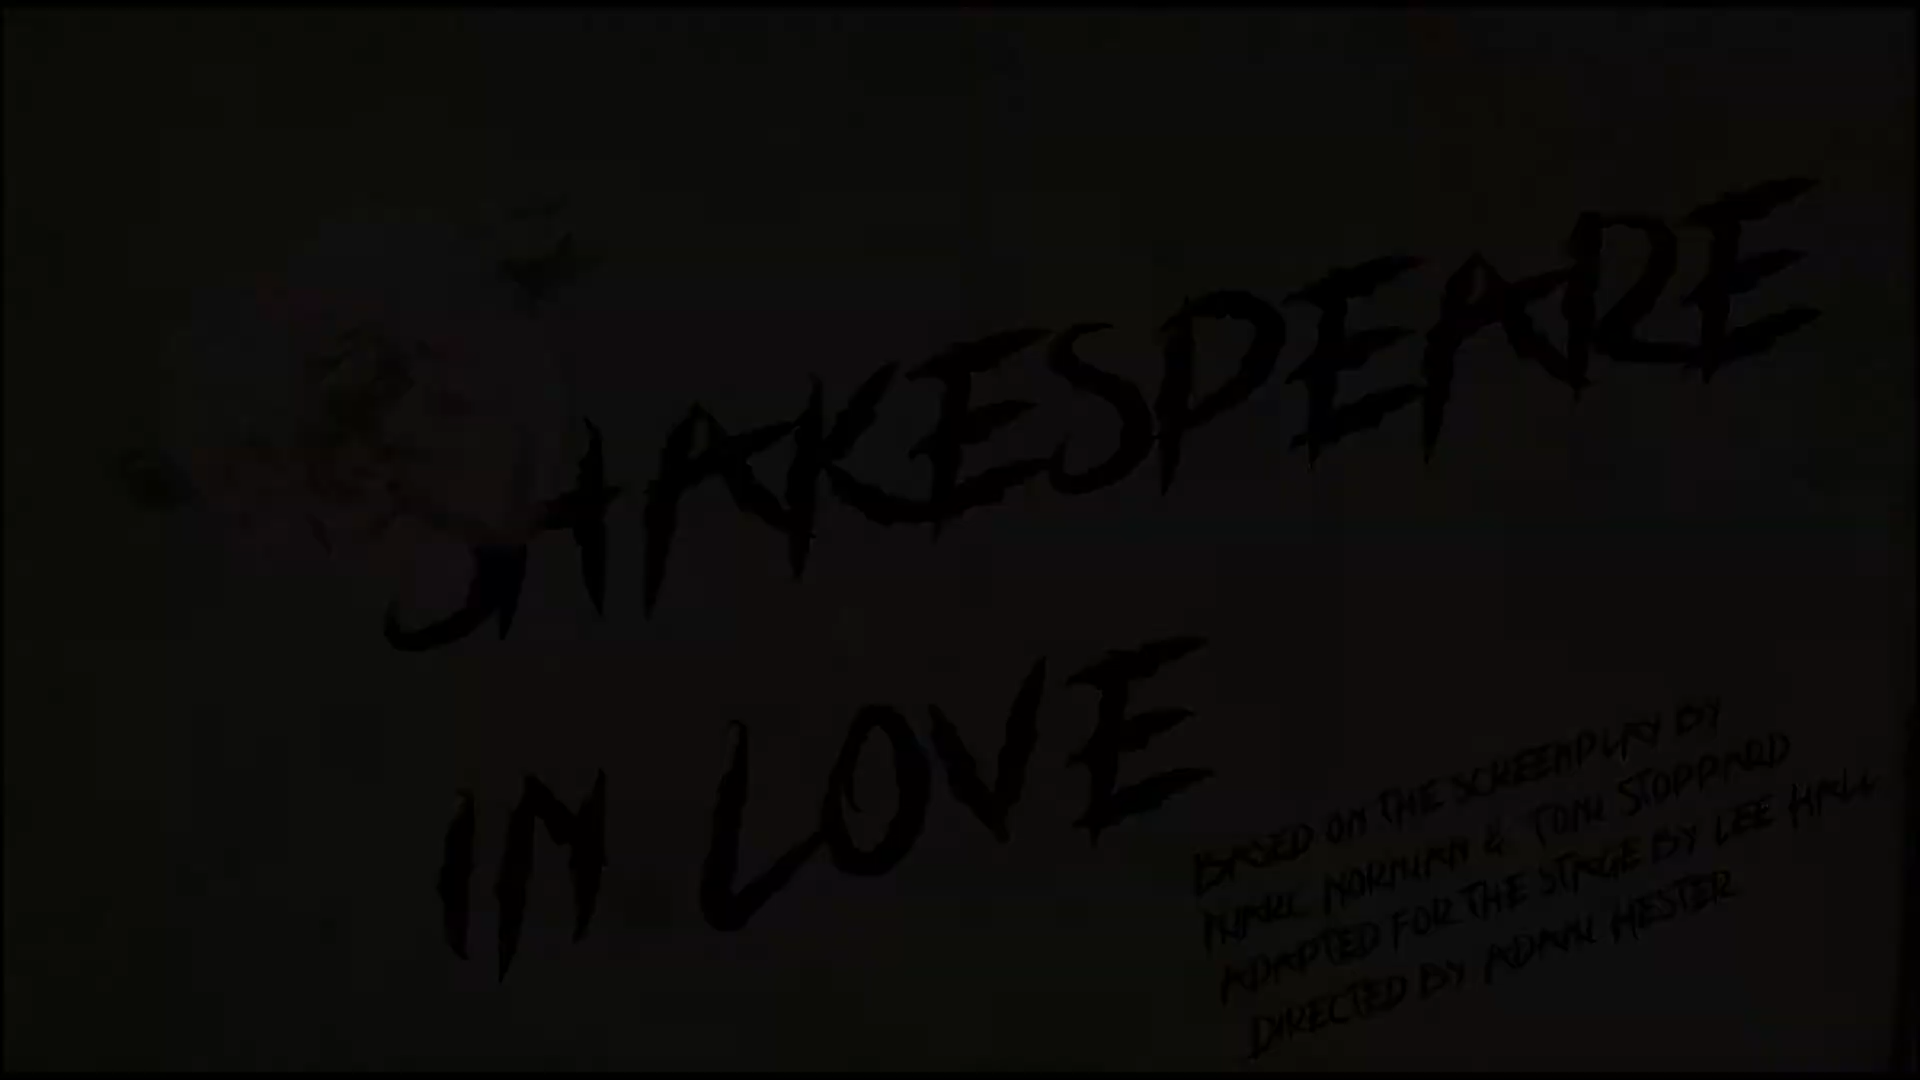 SHAKESPEARE
IN LOVE
BASED ON THE SCREENPLAY BY
MARC NORMAN & TOM STOPPARD
ADAPTED FOR THE STAGE BY LEE HALL
DIRECTED BY ADAM HESTER